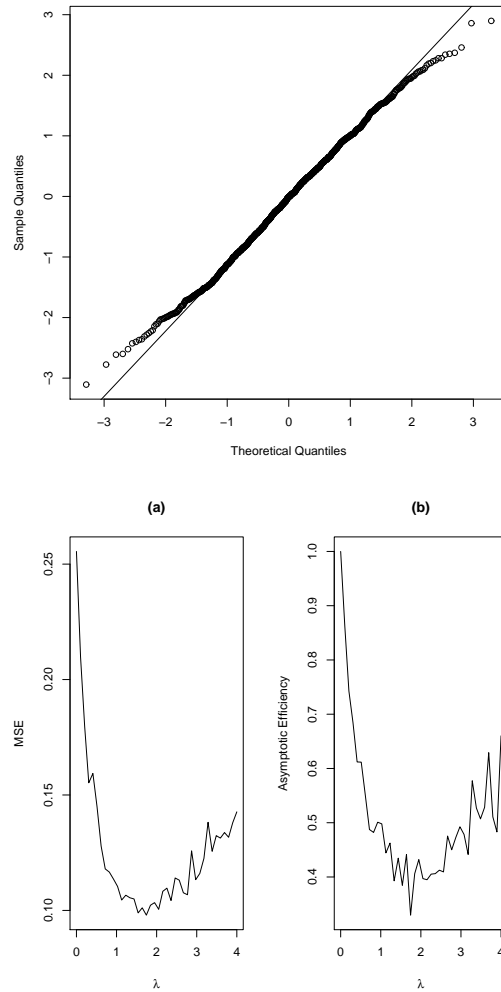 3
2
1
0
−1
−2
−3
Sample Quantiles
−3 −2 −1 0 1 2 3
Theoretical Quantiles
(a)
0.25
0.20
0.15
0.10
MSE
0 1 2 3 4
λ
(b)
1.0
0.9
0.8
0.7
0.6
0.5
0.4
Asymptotic Efficiency
0 1 2 3 4
λ